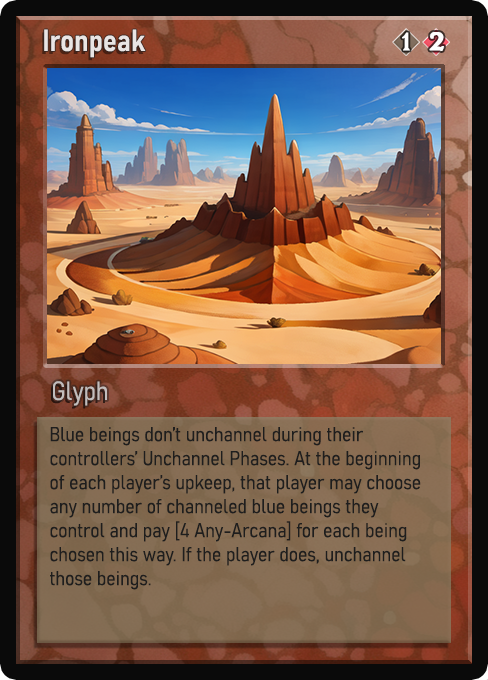 Ironpeak 1 2
Glyph
Blue beings don't unchannel during their
controllers' Unchannel Phases. At the beginning
of each player's upkeep, that player may choose
any number of channeled blue beings they
control and pay [4 Any-Arcana] for each being
chosen this way. If the player does, unchannel
those beings.